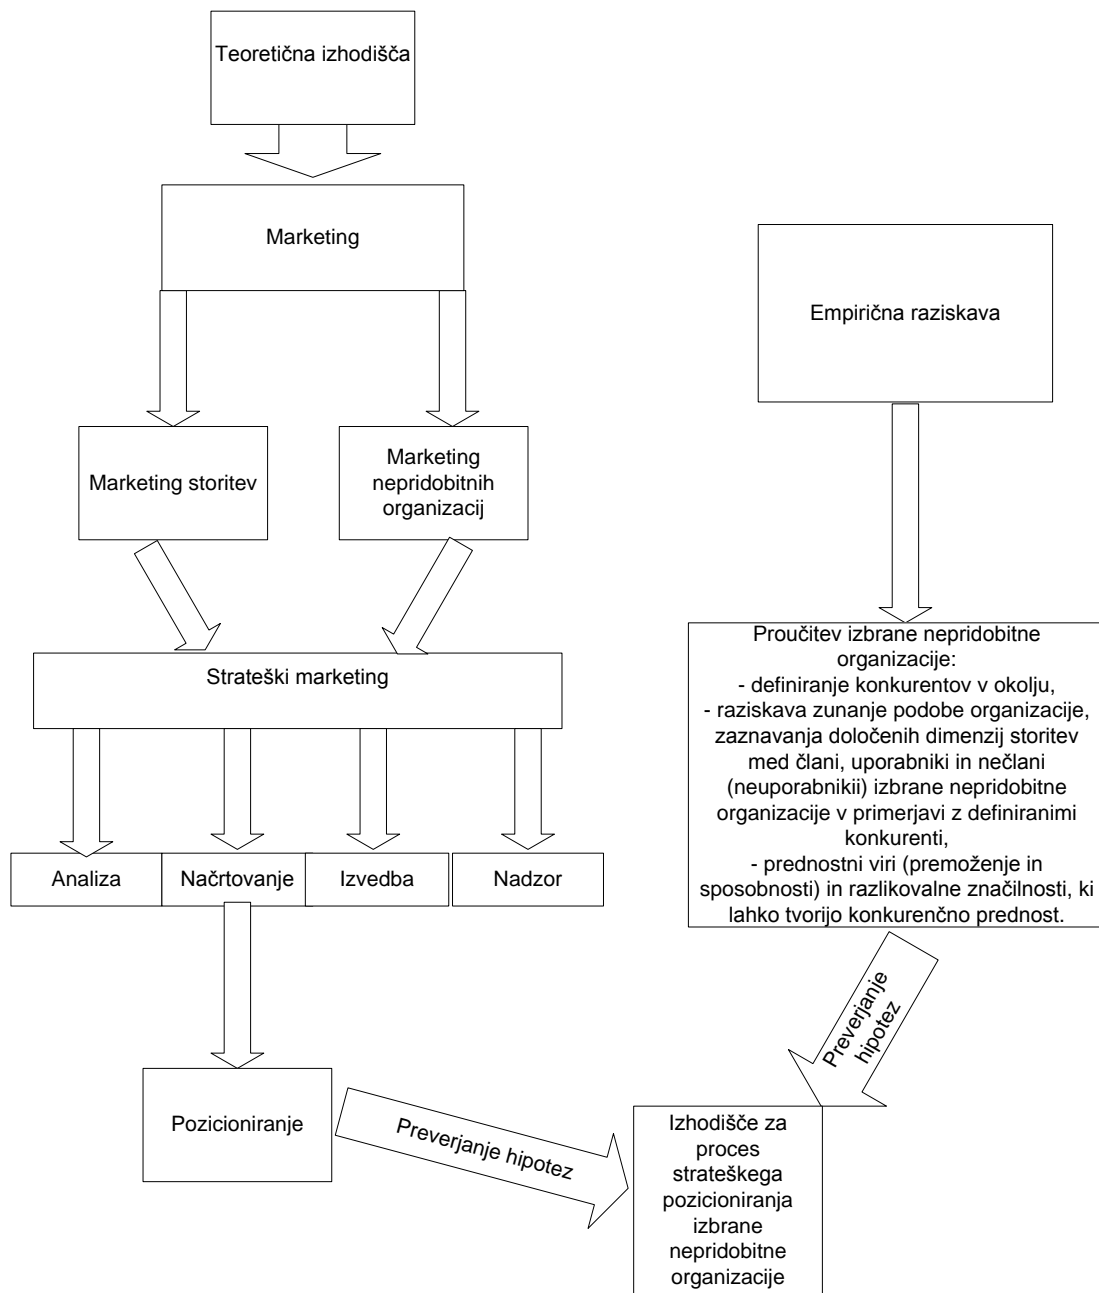 Teoretična izhodišča
Marketing
Empirična raziskava
Marketing storitev
Marketing
nepridobitnih
organizacij
Strateški marketing
Analiza
Načrtovanje
Izvedba
Nadzor
Proučitev izbrane nepridobitne
organizacije:
- definiranje konkurentov v okolju,
- raziskava zunanje podobe organizacije,
zaznavanja določenih dimenzij storitev
med člani, uporabniki in nečlani
(neuporabnikii) izbrane nepridobitne
organizacije v primerjavi z definiranimi
konkurenti,
- prednostni viri (premoženje in
sposobnosti) in razlikovalne značilnosti, ki
lahko tvorijo konkurenčno prednost.
Preverjanje
hipotez
Pozicioniranje
Preverjanje hipotez
Izhodišče za
proces
strateškega
pozicioniranja
izbrane
nepridobitne
organizacije